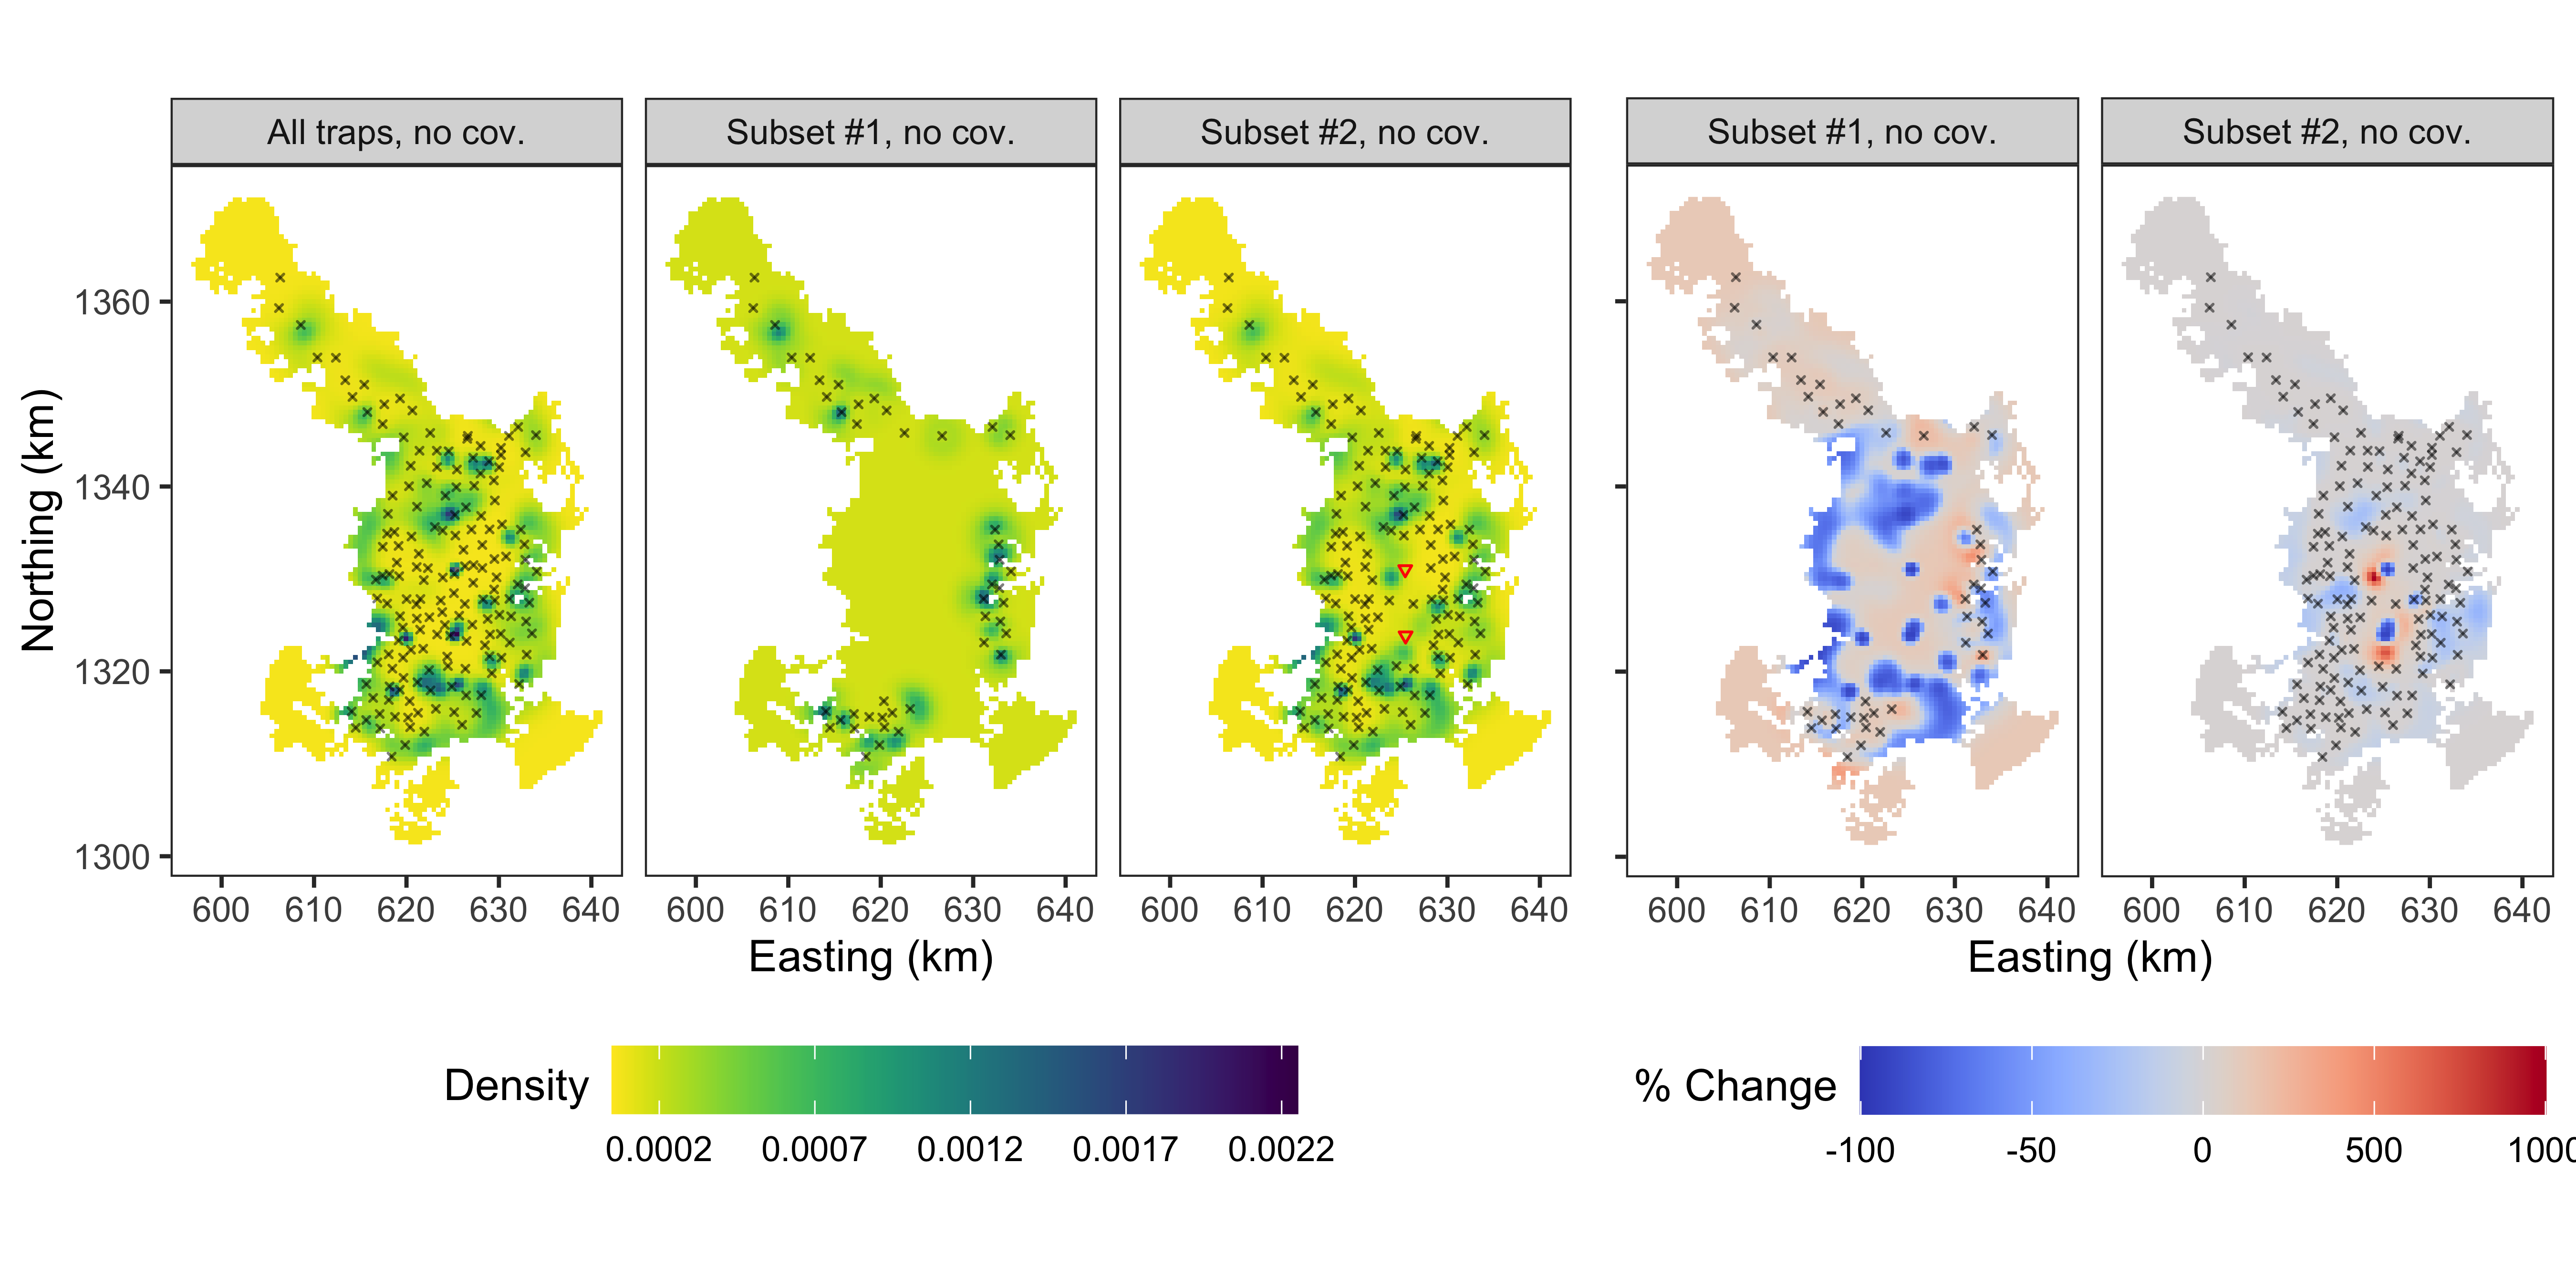 All traps, no cov.
Subset #1, no cov.
Subset #2, no cov.
Subset #1, no cov.
Subset #2, no cov.
Northing (km)
1360
1340
1320
1300
600 610 620 630 640
600 610 620 630 640
600 610 620 630 640
600 610 620 630 640
600 610 620 630 640
Easting (km)
Easting (km)
Density
0.0002 0.0007 0.0012 0.0017 0.0022
% Change
-100 -50 0 500 1000